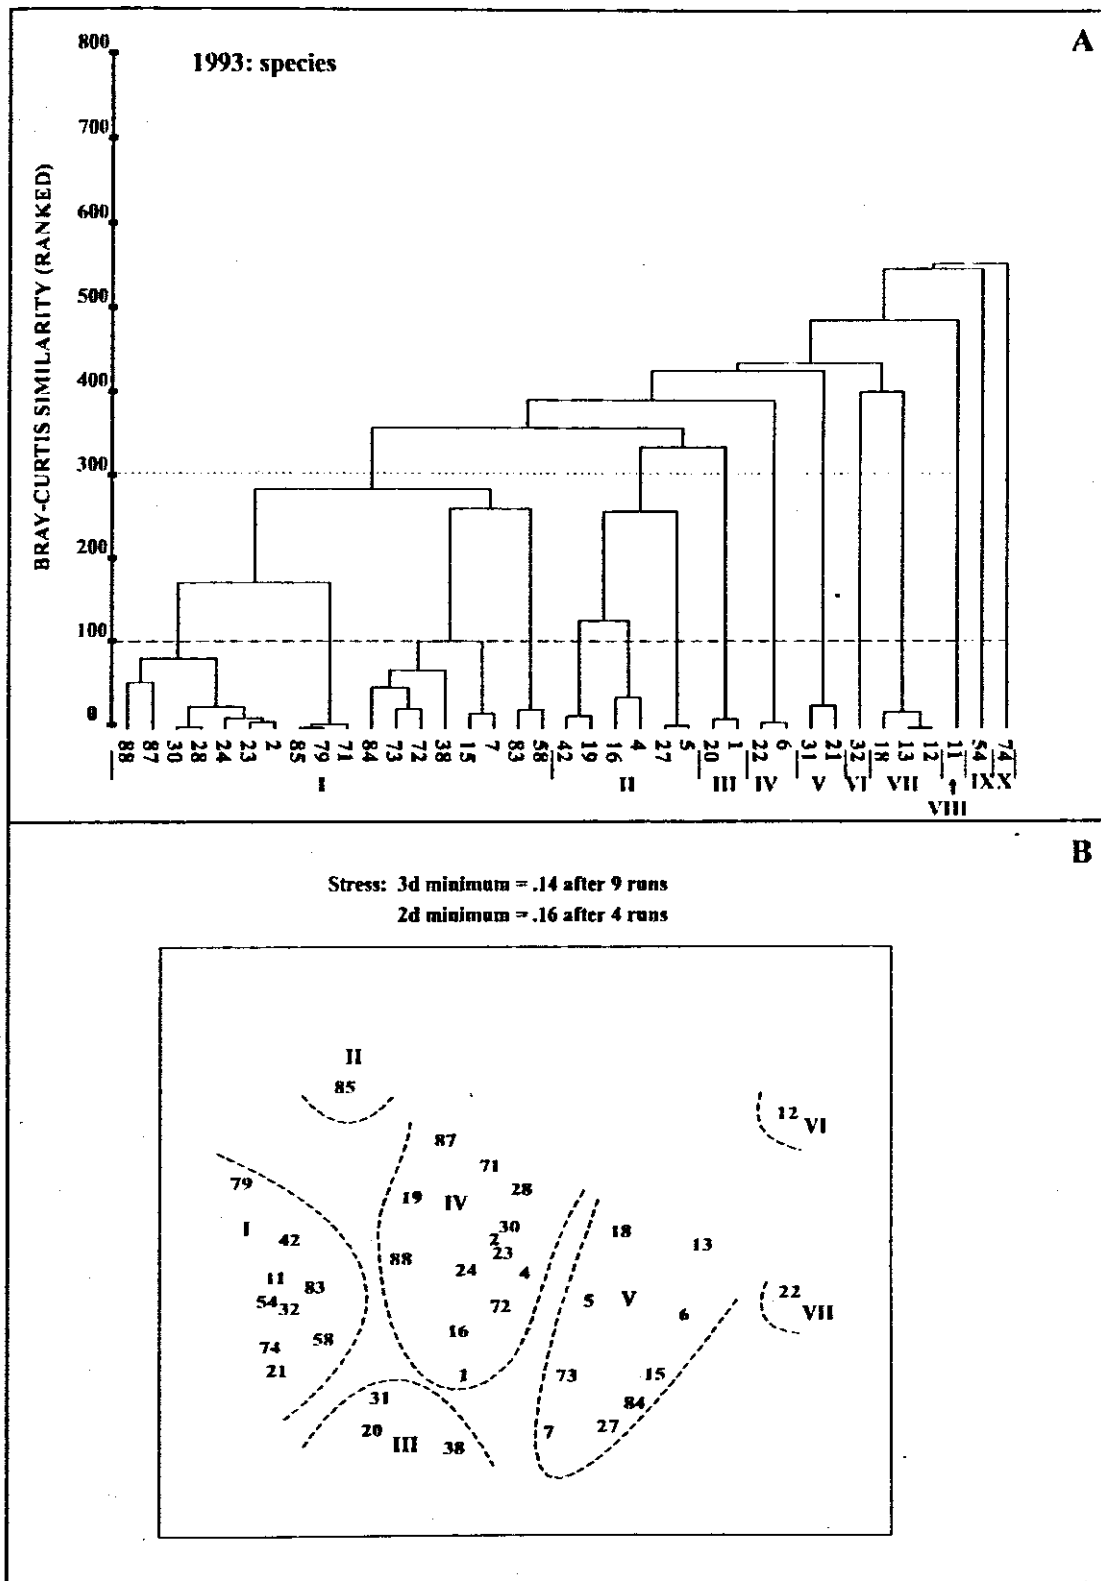 A
1993: species
800
700
600
500
400
300
200
100
0
BRAY-CURTIS SIMILARITY (RANKED)
88 87 30 28 24 23 2 85 79 71 84 73 72 38 15 7 83 58 42 19 16 4 27 5 20 1 22 6 31 21 32 18 13 12 11 54 74
I II III IV V VI VII XI X
VIII
B
Stress: 3d minimum = .14 after 9 runs
2d minimum = .16 after 4 runs
II
85
12 VI
87
71
79
19 IV 28
I
42
30
18
2
13
23
88
24 4
11
83
22
54
32
5 V
VII
72
6
16
58
74
21
1
73
15
31
84
20
III
38
7
27